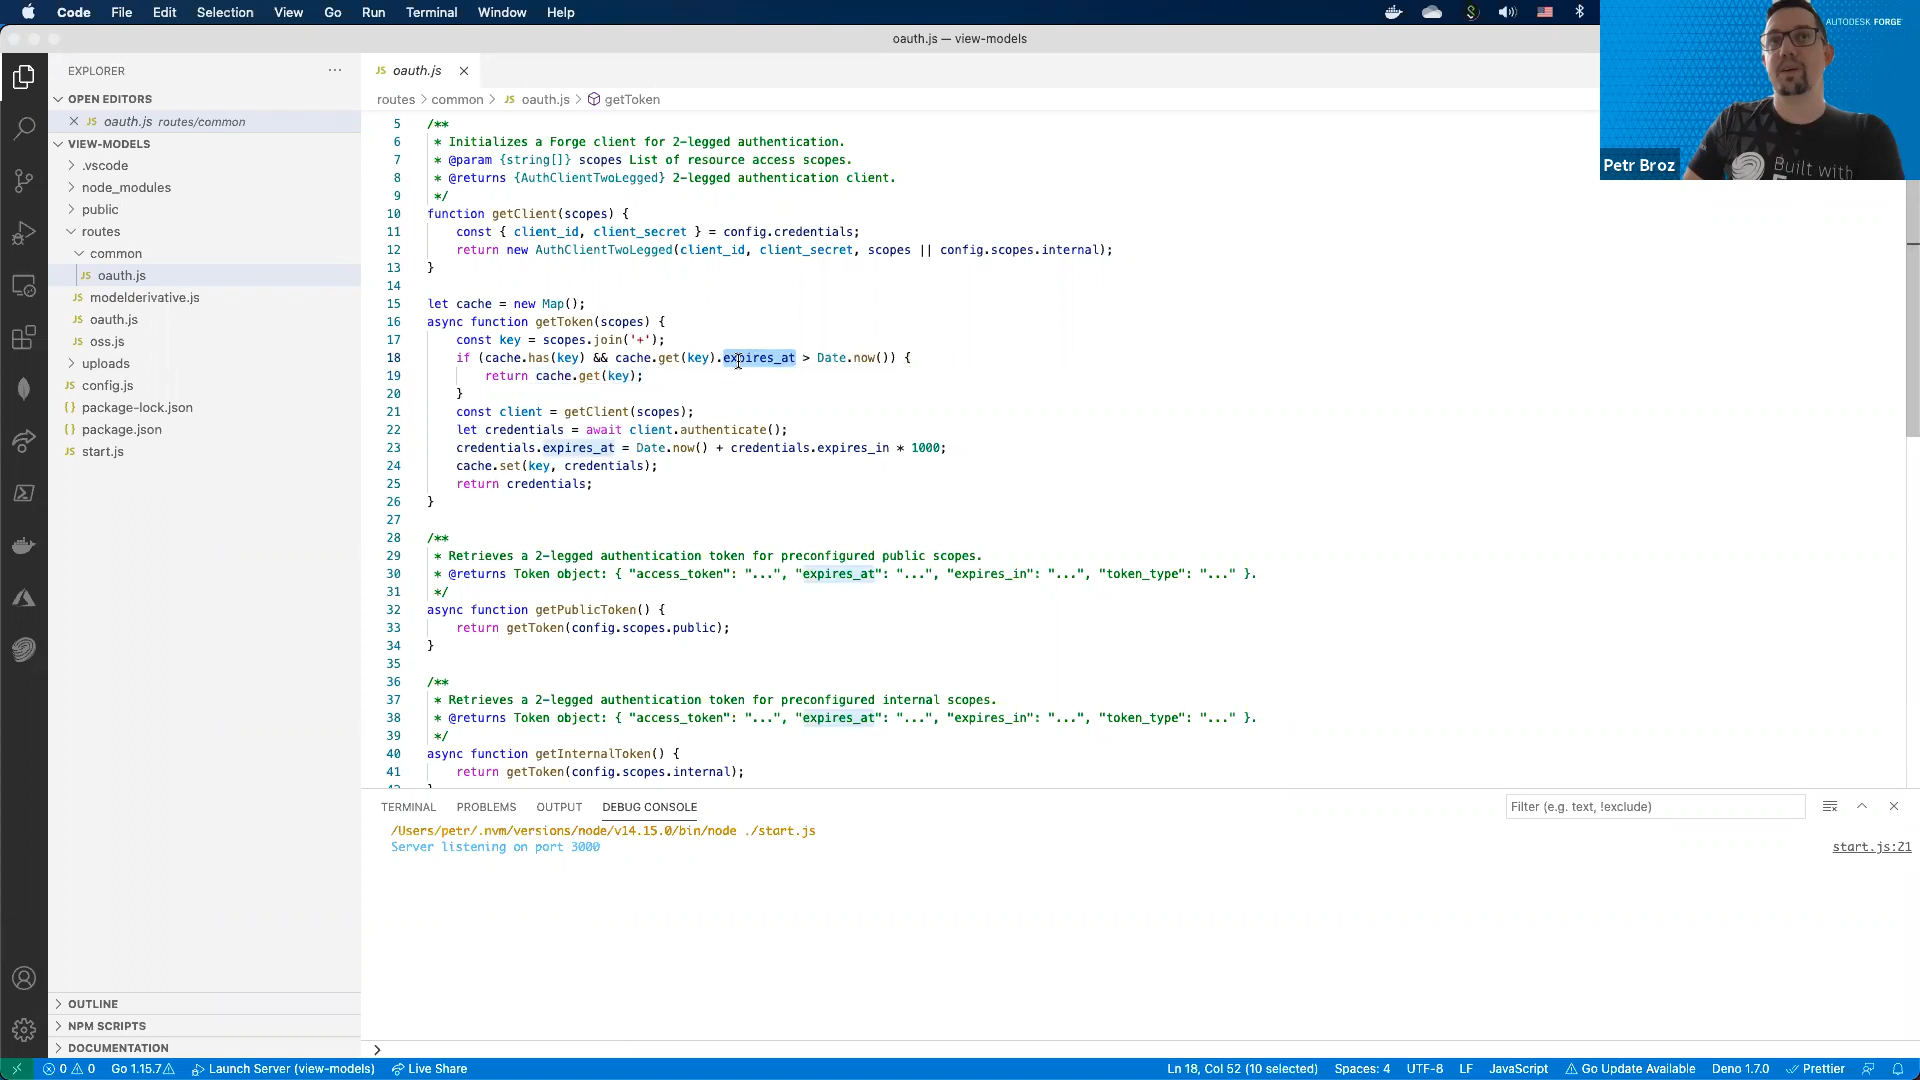 Code File Edit Selection View Go Run Terminal Window Help
oauth.js — view-models
AUTODESK FORGE
Petr Broz
Built with
EXPLORER
OPEN EDITORS
JS oauth.js routes/common
VIEW-MODELS
.vscode
node_modules
public
routes
common
JS oauth.js
JS modelderivative.js
JS oauth.js
JS oss.js
uploads
JS config.js
{} package-lock.json
{} package.json
JS start.js
OUTLINE
NPM SCRIPTS
DOCUMENTATION
JS oauth.js
routes > common > JS oauth.js > getToken
5 /**
6 * Initializes a Forge client for 2-legged authentication.
7 * @param {string[]} scopes List of resource access scopes.
8 * @returns {AuthClientTwoLegged} 2-legged authentication client.
9 */
10 function getClient(scopes) {
11 const { client_id, client_secret } = config.credentials;
12 return new AuthClientTwoLegged(client_id, client_secret, scopes || config.scopes.internal);
13 }
14
15 let cache = new Map();
16 async function getToken(scopes) {
17 const key = scopes.join('+');
18 if (cache.has(key) && cache.get(key).expires_at > Date.now()) {
19 return cache.get(key);
20 }
21 const client = getClient(scopes);
22 let credentials = await client.authenticate();
23 credentials.expires_at = Date.now() + credentials.expires_in * 1000;
24 cache.set(key, credentials);
25 return credentials;
26 }
27
28 /**
29 * Retrieves a 2-legged authentication token for preconfigured public scopes.
30 * @returns Token object: { "access_token": "...", "expires_at": "...", "expires_in": "...", "token_type": "..." }.
31 */
32 async function getPublicToken() {
33 return getToken(config.scopes.public);
34 }
35
36 /**
37 * Retrieves a 2-legged authentication token for preconfigured internal scopes.
38 * @returns Token object: { "access_token": "...", "expires_at": "...", "expires_in": "...", "token_type": "..." }.
39 */
40 async function getInternalToken() {
41 return getToken(config.scopes.internal);
TERMINAL PROBLEMS OUTPUT DEBUG CONSOLE
Filter (e.g. text, !exclude)
/Users/petr/.nvm/versions/node/v14.15.0/bin/node ./start.js
Server listening on port 3000
start.js:21
0 0 Go 1.15.7 Launch Server (view-models) Live Share
Ln 18, Col 52 (10 selected) Spaces: 4 UTF-8 LF JavaScript Go Update Available Deno 1.7.0 Prettier